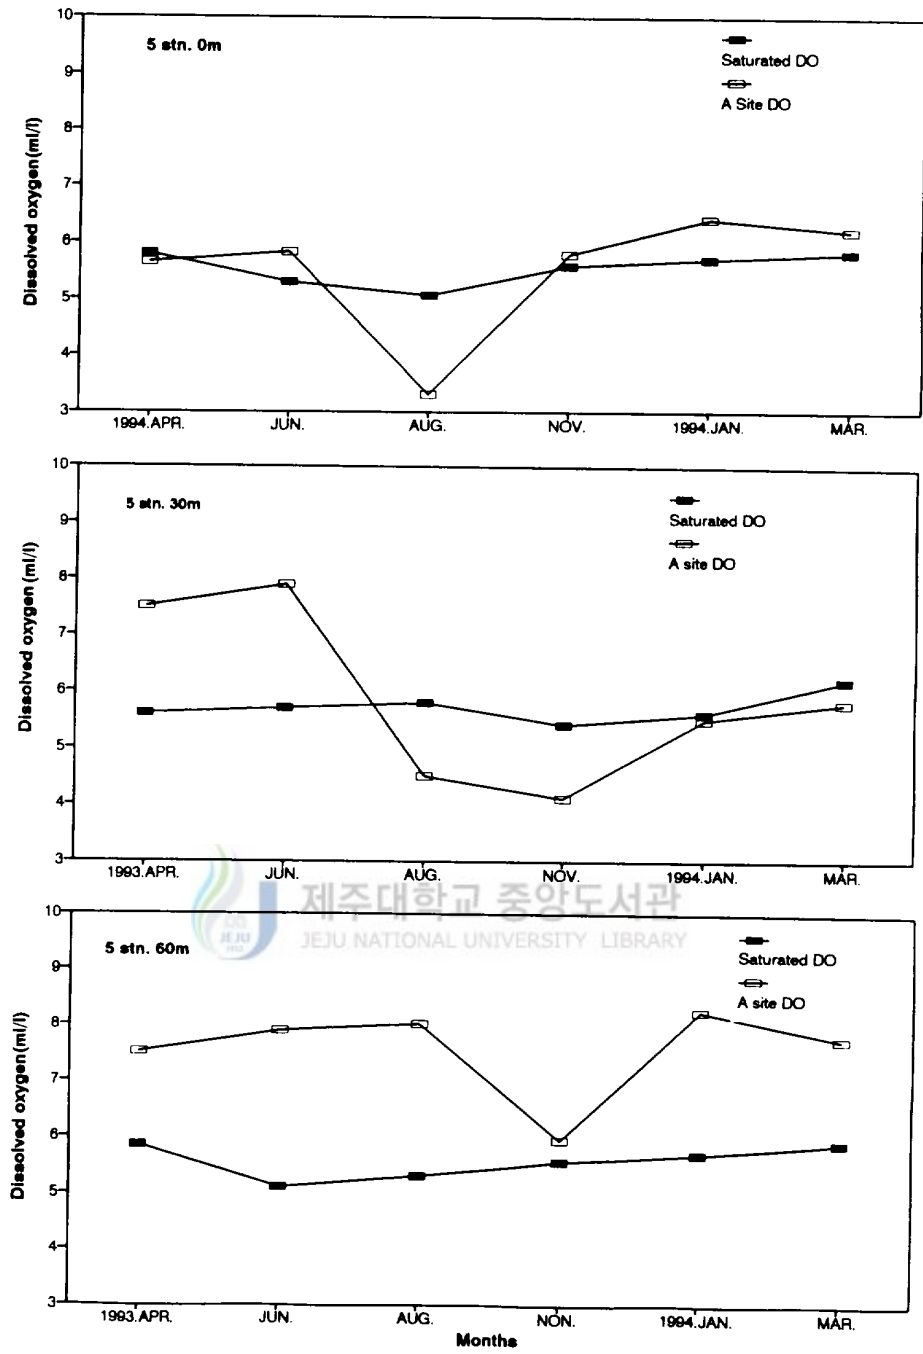 10
5 stn. 0m
Saturated DO
A Site DO
9
8
7
6
5
4
3
Dissolved oxygen (ml/l)
1994.APR.
JUN.
AUG.
NOV.
1994.JAN.
MAR.
10
5 stn. 30m
Saturated DO
A site DO
9
8
7
6
5
4
3
Dissolved oxygen (ml/l)
1993.APR.
JUN.
AUG.
NOV.
1994.JAN.
MAR.
제주대학교 중앙도서관
JEJU NATIONAL UNIVERSITY LIBRARY
JEJU
1952
10
5 stn. 60m
Saturated DO
A site DO
9
8
7
6
5
4
3
Dissolved oxygen (ml/l)
1993.APR.
JUN.
AUG.
NON.
1994.JAN.
MAR.
Months